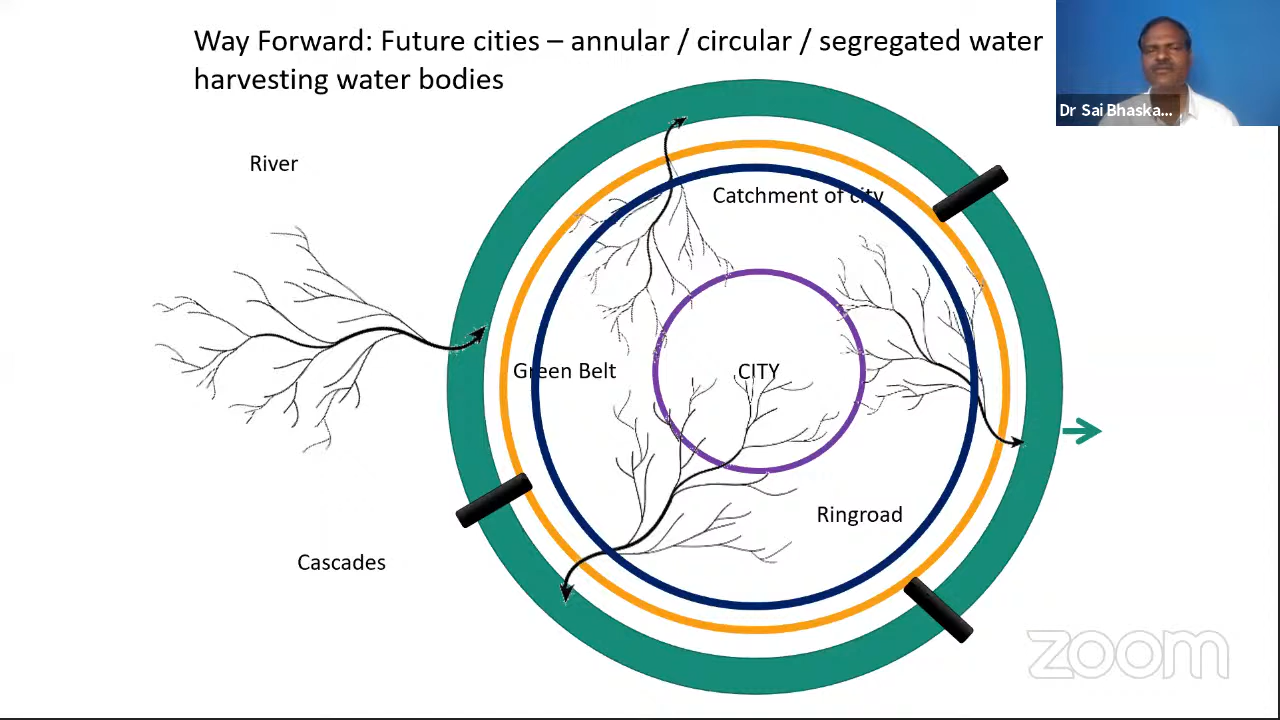 Way Forward: Future cities – annular / circular / segregated water
harvesting water bodies
Dr Sai Bhaska...
River
Catchment of city
Green Belt
CITY
Ringroad
Cascades
zoom